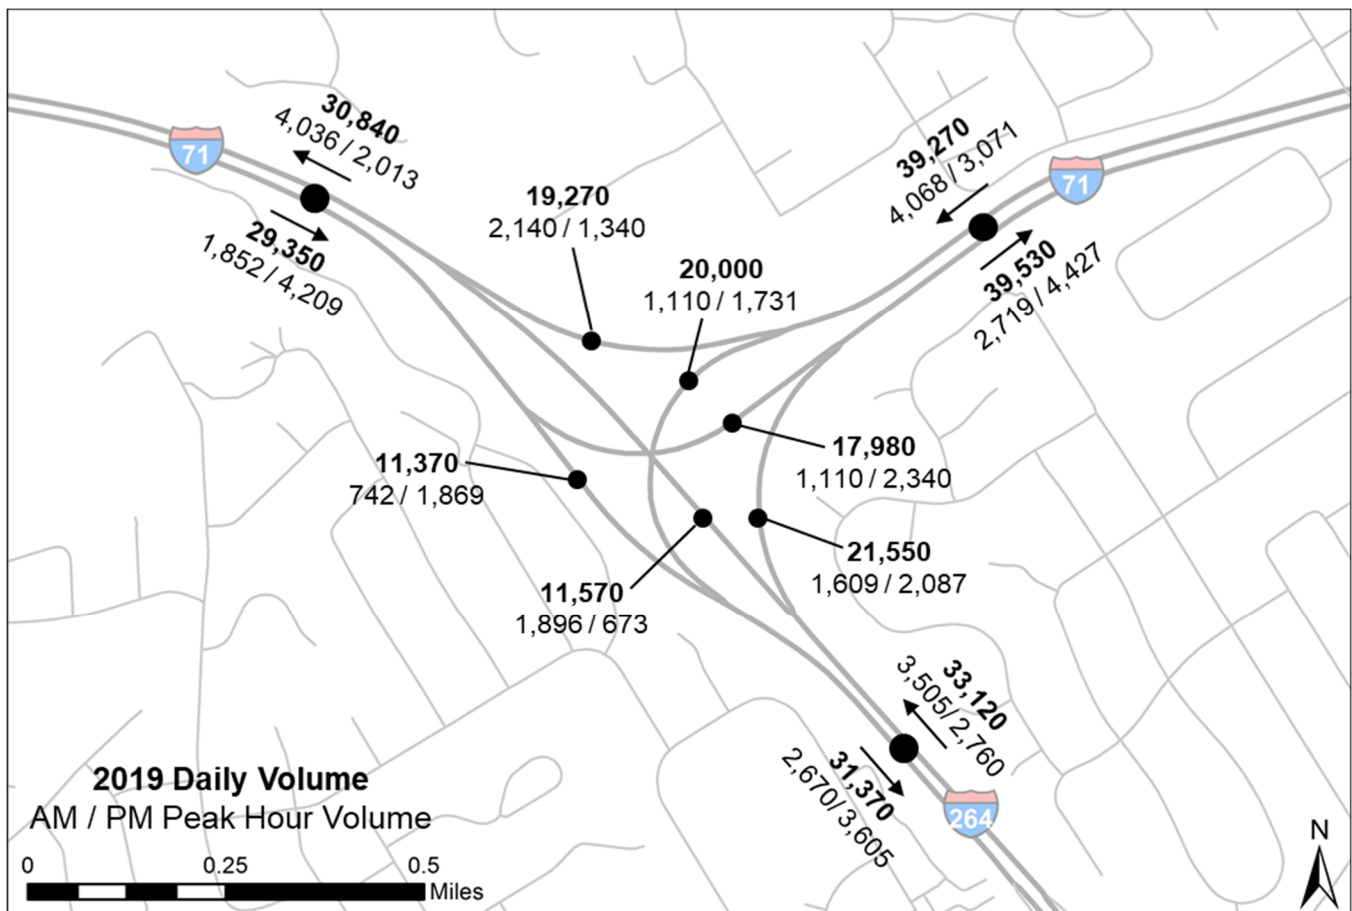 30,840
4,036 / 2,013
71
29,350
1,852 / 4,209
19,270
2,140 / 1,340
20,000
1,110 / 1,731
39,270
4,068 / 3,071
71
39,530
2,719 / 4,427
11,370
742 / 1,869
17,980
1,110 / 2,340
21,550
1,609 / 2,087
11,570
1,896 / 673
33,120
3,505/ 2,760
31,370
2,670/ 3,605
264
2019 Daily Volume
AM / PM Peak Hour Volume
0 0.25 0.5
Miles
N